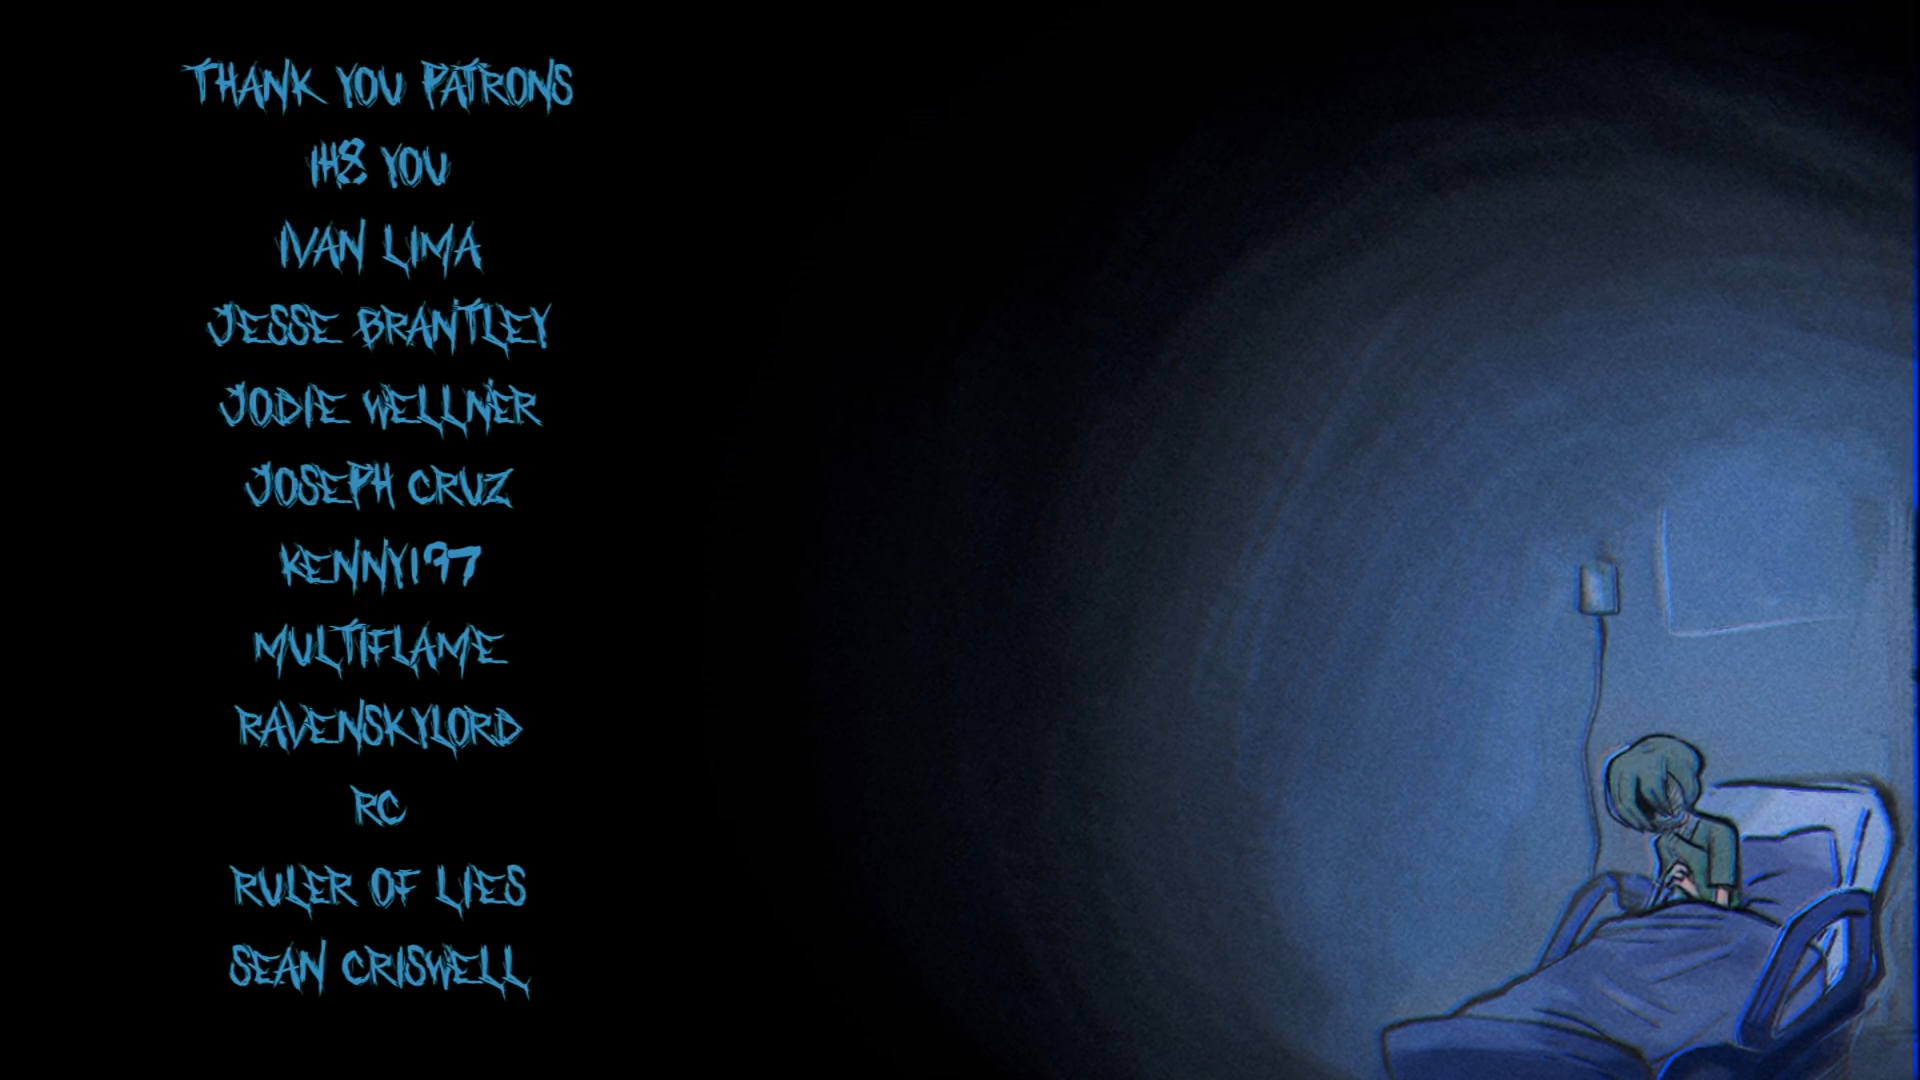 THANK YOU PATRONS
IH8 YOU
IVAN LIMA
JESSE BRANTLEY
JODIE WELLNER
JOSEPH CRUZ
KENNY197
MULTIFLAME
RAVENSKYLORD
RC
RULER OF LIES
SEAN CRISWELL